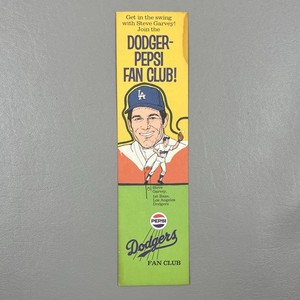 Get in the swing
with Steve Garvey!
Join the
DODGER-
PEPSI
FAN CLUB!
LA
Steve
Garvey,
1st Base,
Los Angeles
Dodgers
PEPSI
Dodgers
FAN CLUB